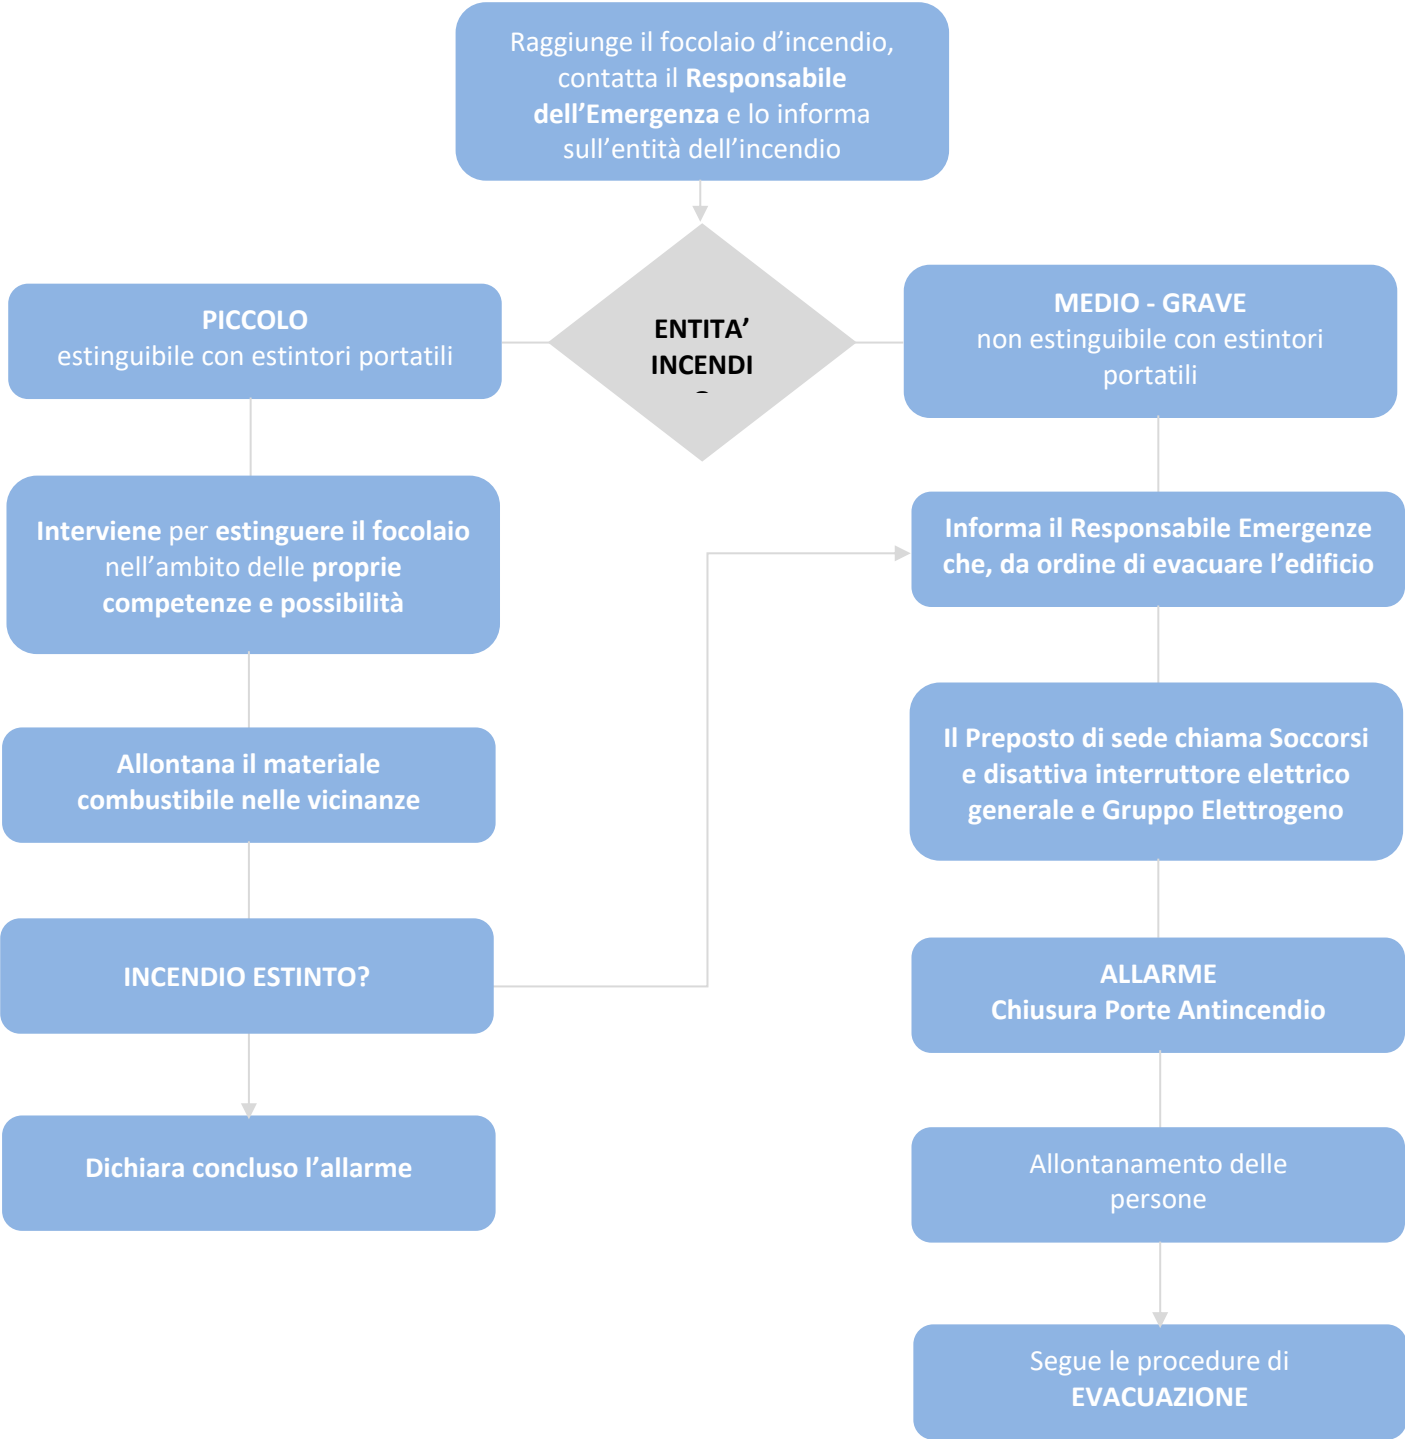 Raggiunge il focolaio d’incendio,
contatta il Responsabile
dell’Emergenza e lo informa
sull’entità dell’incendio
ENTITA’
INCENDI
PICCOLO
estinguibile con estintori portatili
MEDIO - GRAVE
non estinguibile con estintori
portatili
Interviene per estinguere il focolaio
nell’ambito delle proprie
competenze e possibilità
Allontana il materiale
combustibile nelle vicinanze
INCENDIO ESTINTO?
Dichiara concluso l’allarme
Informa il Responsabile Emergenze
che, da ordine di evacuare l’edificio
Il Preposto di sede chiama Soccorsi
e disattiva interruttore elettrico
generale e Gruppo Elettrogeno
ALLARME
Chiusura Porte Antincendio
Allontanamento delle
persone
Segue le procedure di
EVACUAZIONE